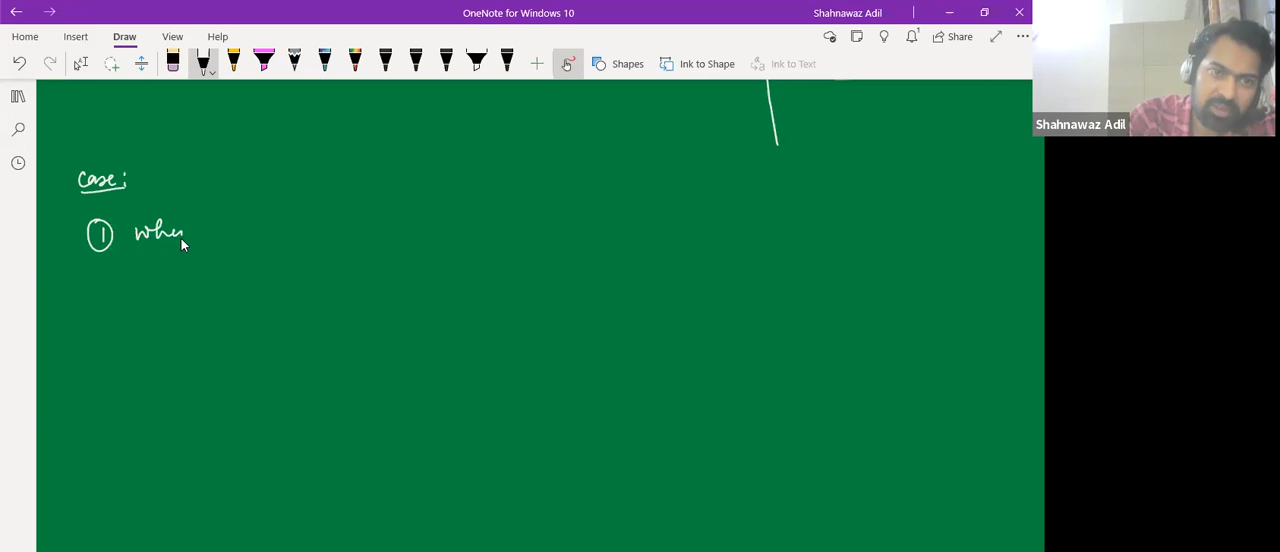 OneNote for Windows 10
Shahnawaz Adil
Home Insert Draw View Help
Share
Shapes Ink to Shape Ink to Text
Shahnawaz Adil
Case:
1 when